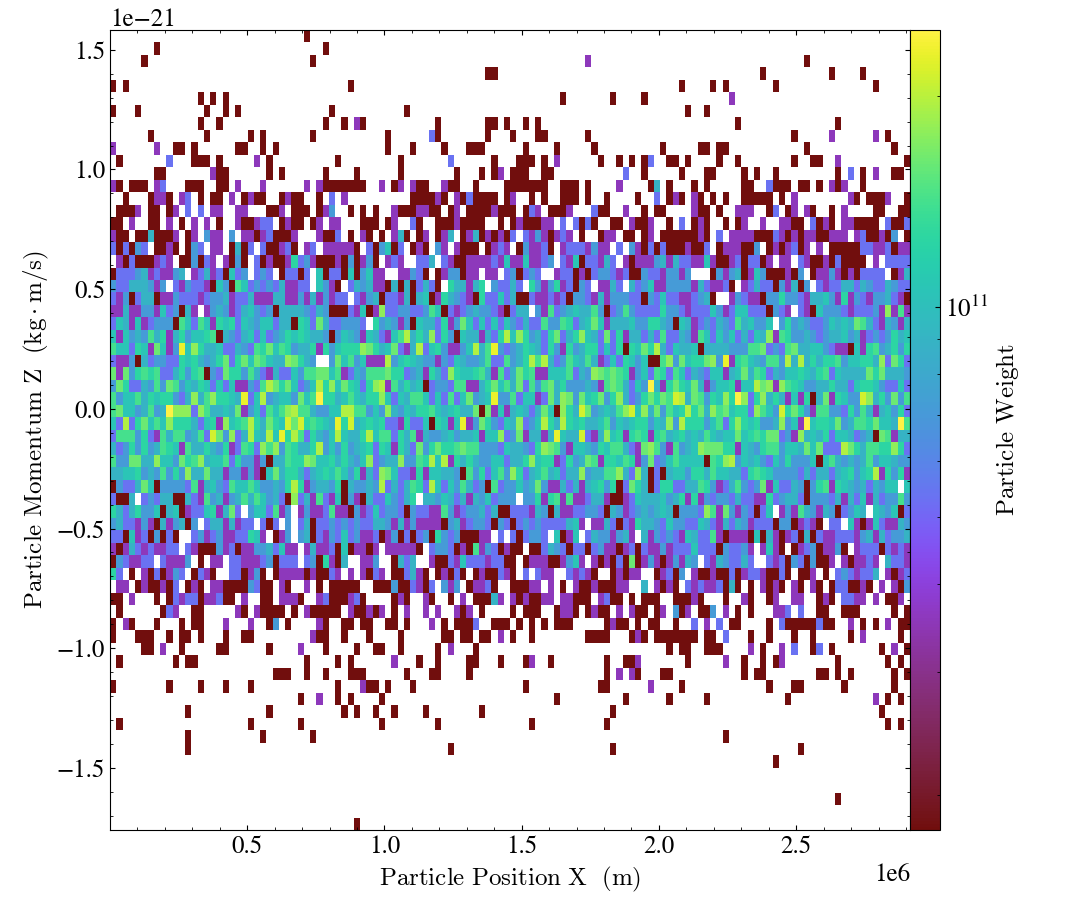 1e−21
1.5
1.0
0.5
0.0
−0.5
−1.0
−1.5
Particle Momentum Z (kg · m/s)
0.5
1.0
1.5
2.0
2.5
1e6
Particle Position X (m)
10¹¹
Particle Weight